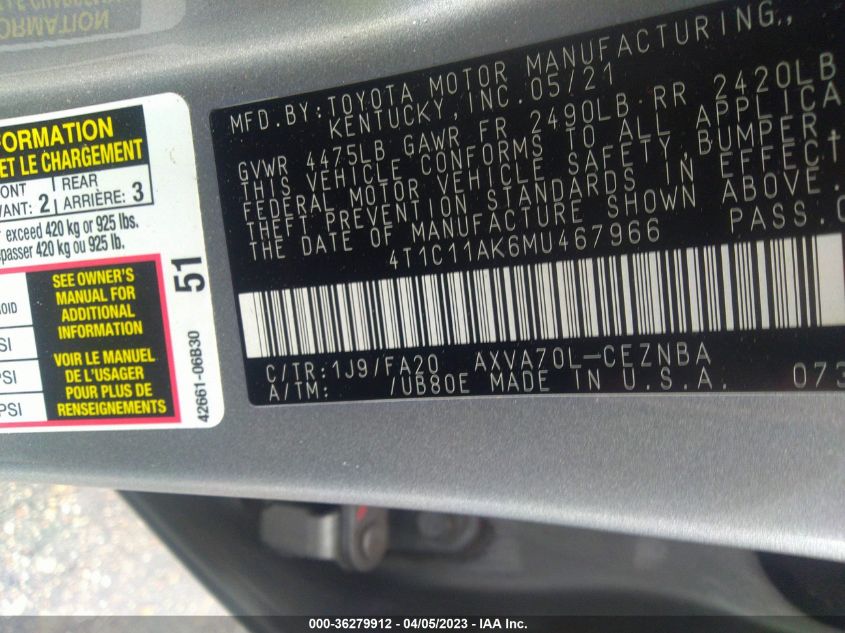 ORMATION
FORMATION
ET LE CHARGEMENT
ONT REAR
VANT: 2 ARRIÈRE: 3
exceed 420 kg or 925 lbs.
passer 420 kg ou 925 lb.
51
SEE OWNER'S
MANUAL FOR
ADDITIONAL
INFORMATION
VOIR LE MANUEL
DE L'USAGER
POUR PLUS DE
RENSEIGNEMENTS
PSI
PSI
42661-06B30
MFD.BY:TOYOTA MOTOR MANUFACTURING,
KENTUCKY,INC.05/21
GVWR 4475LB GAWR FR 2490LB RR 2420LB
THIS VEHICLE CONFORMS TO ALL APPLICA
FEDERAL MOTOR VEHICLE SAFETY, BUMPER,
THEFT PREVENTION STANDARDS IN EFFECT
THE DATE OF MANUFACTURE SHOWN ABOVE.
4T1C11AK6MU467966 PASS.
C/TR:1J9/FA20 AXVA70L-CEZNBA
A/TM: /UB80E MADE IN U.S.A. 073
000-36279912 - 04/05/2023 - IAA Inc.